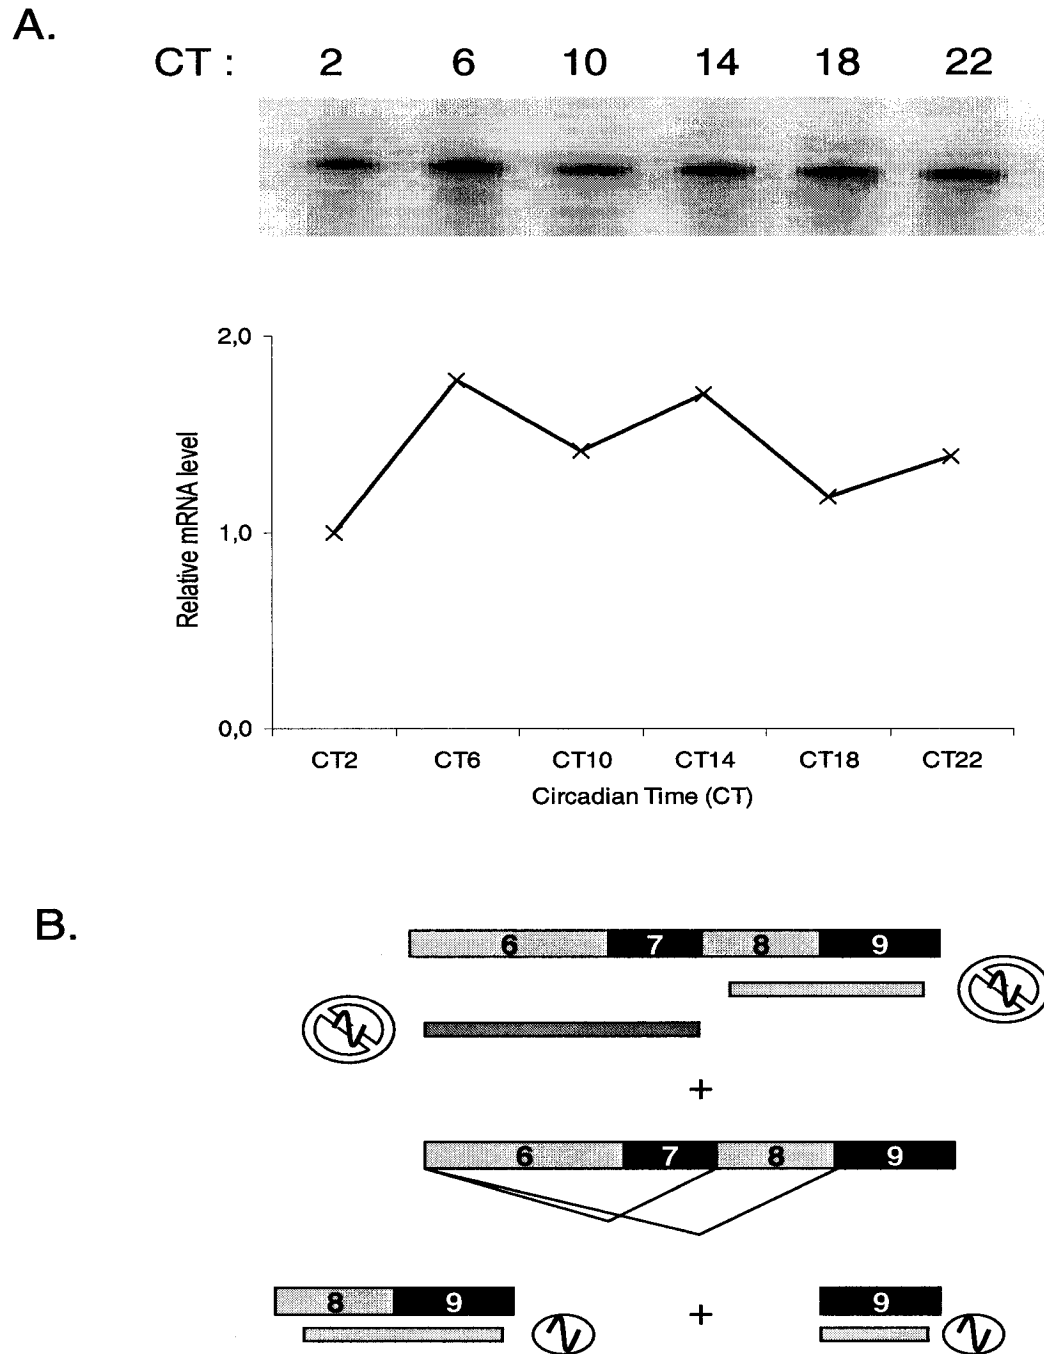 A.
CT : 2 6 10 14 18 22
2,0
1,0
0,0
Relative mRNA level
CT2 CT6 CT10 CT14 CT18 CT22
Circadian Time (CT)
B.
6 7 8 9
+
6 7 8 9
8 9 + 9